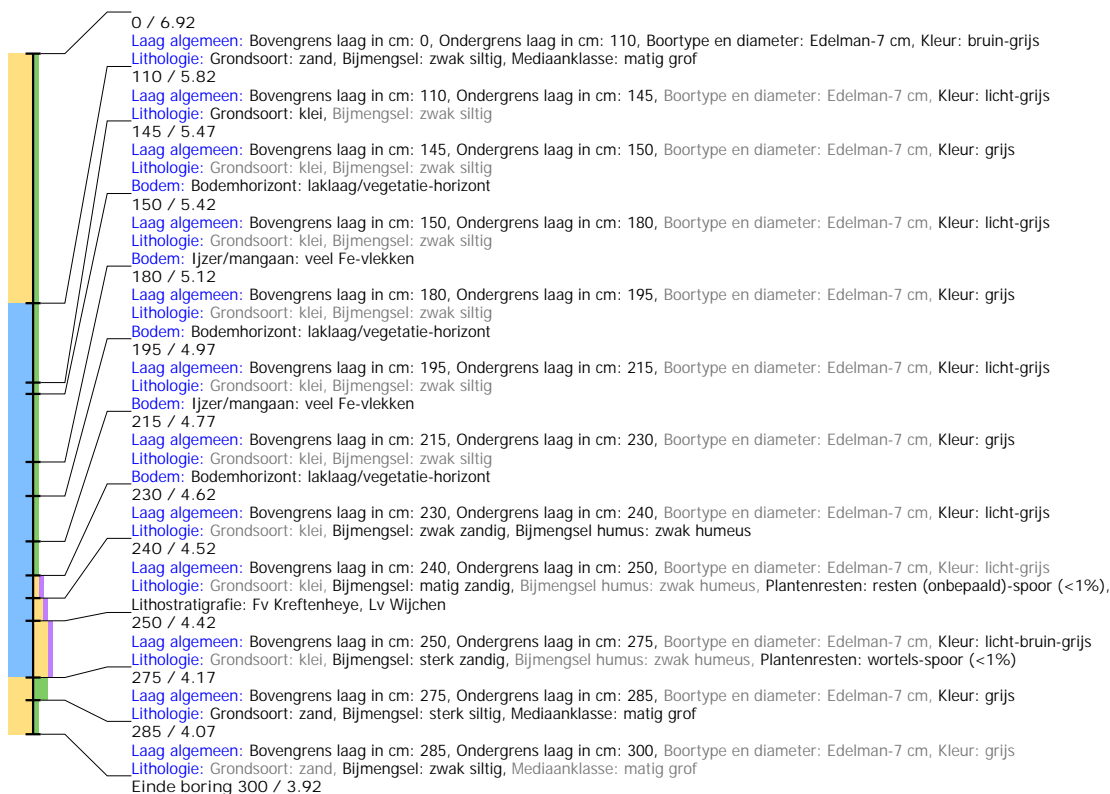 0 / 6.92
Laag algemeen: Bovengrens laag in cm: 0, Ondergrens laag in cm: 110, Boortype en diameter: Edelman-7 cm, Kleur: bruin-grijs
Lithologie: Grondsoort: zand, Bijmengsel: zwak siltig, Mediaanklasse: matig grof
110 / 5.82
Laag algemeen: Bovengrens laag in cm: 110, Ondergrens laag in cm: 145, Boortype en diameter: Edelman-7 cm, Kleur: licht-grijs
Lithologie: Grondsoort: klei, Bijmengsel: zwak siltig
145 / 5.47
Laag algemeen: Bovengrens laag in cm: 145, Ondergrens laag in cm: 150, Boortype en diameter: Edelman-7 cm, Kleur: grijs
Lithologie: Grondsoort: klei, Bijmengsel: zwak siltig
Bodem: Bodemhorizont: laklaag/vegetatie-horizont
150 / 5.42
Laag algemeen: Bovengrens laag in cm: 150, Ondergrens laag in cm: 180, Boortype en diameter: Edelman-7 cm, Kleur: licht-grijs
Lithologie: Grondsoort: klei, Bijmengsel: zwak siltig
Bodem: Ijzer/mangaan: veel Fe-vlekken
180 / 5.12
Laag algemeen: Bovengrens laag in cm: 180, Ondergrens laag in cm: 195, Boortype en diameter: Edelman-7 cm, Kleur: grijs
Lithologie: Grondsoort: klei, Bijmengsel: zwak siltig
Bodem: Bodemhorizont: laklaag/vegetatie-horizont
195 / 4.97
Laag algemeen: Bovengrens laag in cm: 195, Ondergrens laag in cm: 215, Boortype en diameter: Edelman-7 cm, Kleur: licht-grijs
Lithologie: Grondsoort: klei, Bijmengsel: zwak siltig
Bodem: Ijzer/mangaan: veel Fe-vlekken
215 / 4.77
Laag algemeen: Bovengrens laag in cm: 215, Ondergrens laag in cm: 230, Boortype en diameter: Edelman-7 cm, Kleur: grijs
Lithologie: Grondsoort: klei, Bijmengsel: zwak siltig
Bodem: Bodemhorizont: laklaag/vegetatie-horizont
230 / 4.62
Laag algemeen: Bovengrens laag in cm: 230, Ondergrens laag in cm: 240, Boortype en diameter: Edelman-7 cm, Kleur: licht-grijs
Lithologie: Grondsoort: klei, Bijmengsel: zwak zandig, Bijmengsel humus: zwak humeus
240 / 4.52
Laag algemeen: Bovengrens laag in cm: 240, Ondergrens laag in cm: 250, Boortype en diameter: Edelman-7 cm, Kleur: licht-grijs
Lithologie: Grondsoort: klei, Bijmengsel: matig zandig, Bijmengsel humus: zwak humeus, Plantenresten: resten (onbepaald)-spoor (<1%),
Lithostratigrafie: Fv Kreftenheye, Lv Wijchen
250 / 4.42
Laag algemeen: Bovengrens laag in cm: 250, Ondergrens laag in cm: 275, Boortype en diameter: Edelman-7 cm, Kleur: licht-bruin-grijs
Lithologie: Grondsoort: klei, Bijmengsel: sterk zandig, Bijmengsel humus: zwak humeus, Plantenresten: wortels-spoor (<1%)
275 / 4.17
Laag algemeen: Bovengrens laag in cm: 275, Ondergrens laag in cm: 285, Boortype en diameter: Edelman-7 cm, Kleur: grijs
Lithologie: Grondsoort: zand, Bijmengsel: sterk siltig, Mediaanklasse: matig grof
285 / 4.07
Laag algemeen: Bovengrens laag in cm: 285, Ondergrens laag in cm: 300, Boortype en diameter: Edelman-7 cm, Kleur: grijs
Lithologie: Grondsoort: zand, Bijmengsel: zwak siltig, Mediaanklasse: matig grof
Einde boring 300 / 3.92